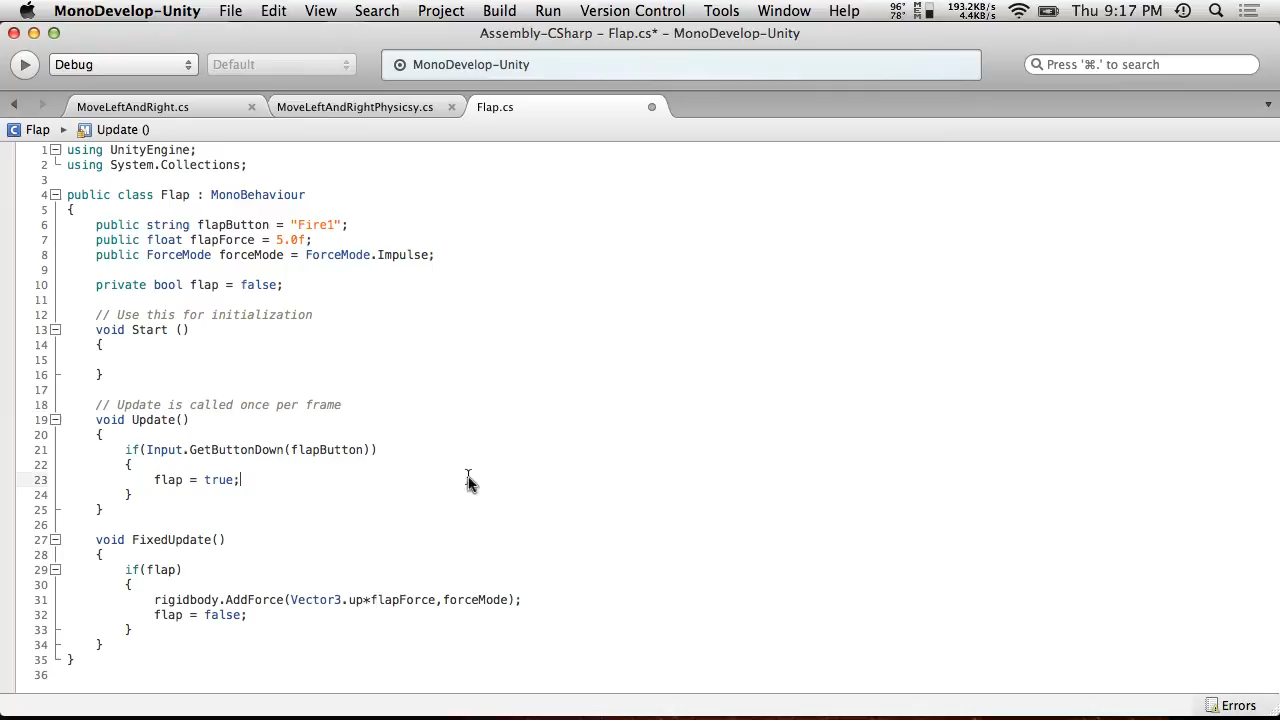 MonoDevelop-Unity File Edit View Search Project Build Run Version Control Tools Window Help 96° 78° 193.2KB/s 4.4KB/s Thu 9:17 PM
Assembly-CSharp – Flap.cs* – MonoDevelop-Unity
Debug Default MonoDevelop-Unity Press '⌘.' to search
MoveLeftAndRight.cs MoveLeftAndRightPhysicsy.cs Flap.cs
C Flap M Update ()
1 using UnityEngine;
2 using System.Collections;
3
4 public class Flap : MonoBehaviour
5 {
6 public string flapButton = "Fire1";
7 public float flapForce = 5.0f;
8 public ForceMode forceMode = ForceMode.Impulse;
9
10 private bool flap = false;
11
12 // Use this for initialization
13 void Start ()
14 {
15
16 }
17
18 // Update is called once per frame
19 void Update()
20 {
21 if(Input.GetButtonDown(flapButton))
22 {
23 flap = true;
24 }
25 }
26
27 void FixedUpdate()
28 {
29 if(flap)
30 {
31 rigidbody.AddForce(Vector3.up*flapForce,forceMode);
32 flap = false;
33 }
34 }
35 }
36
Errors